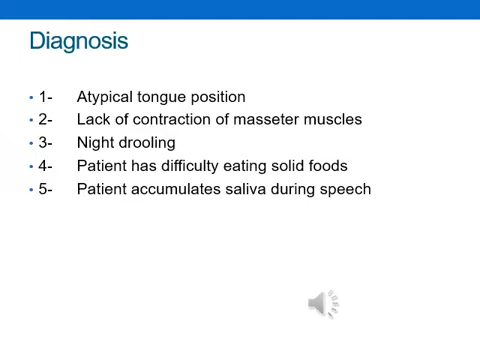 Diagnosis
• 1- Atypical tongue position
• 2- Lack of contraction of masseter muscles
• 3- Night drooling
• 4- Patient has difficulty eating solid foods
• 5- Patient accumulates saliva during speech